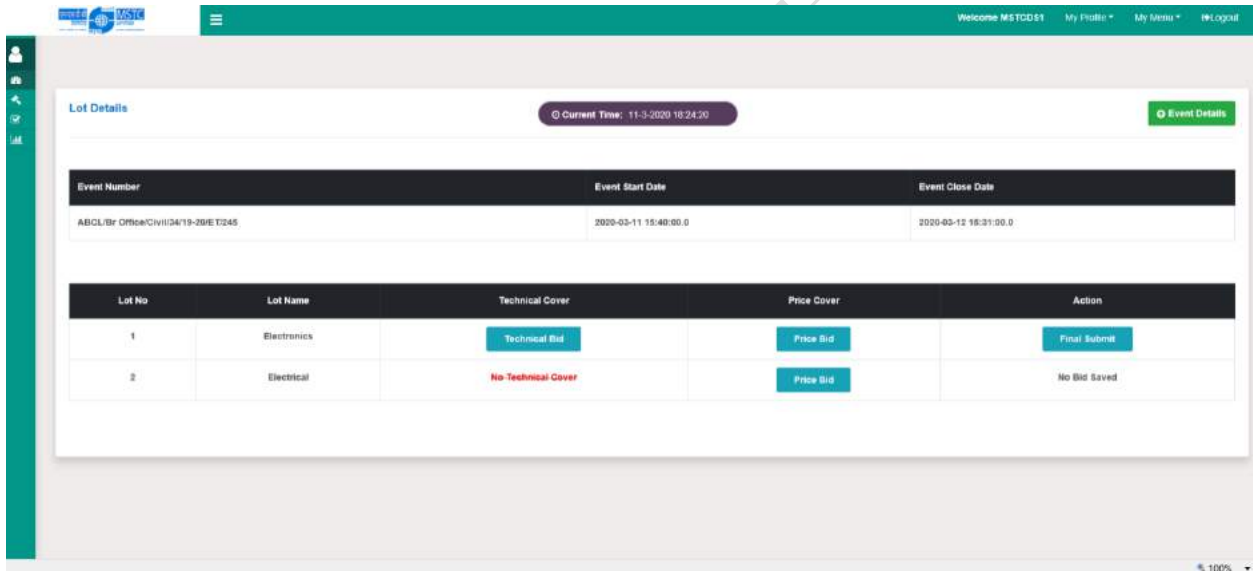 MSTC
Welcome MSTCDS1 My Profile My Menu Logout
Lot Details
Current Time: 11-3-2020 18:24:20
Event Details
Event Number Event Start Date Event Close Date
ABCL/Br Office/Civil/34/19-20/ET/245 2020-03-11 15:40:00.0 2020-03-12 16:31:00.0
Lot No Lot Name Technical Cover Price Cover Action
1 Electronics Technical Bid Price Bid Final Submit
2 Electrical No Technical Cover Price Bid No Bid Saved
100%